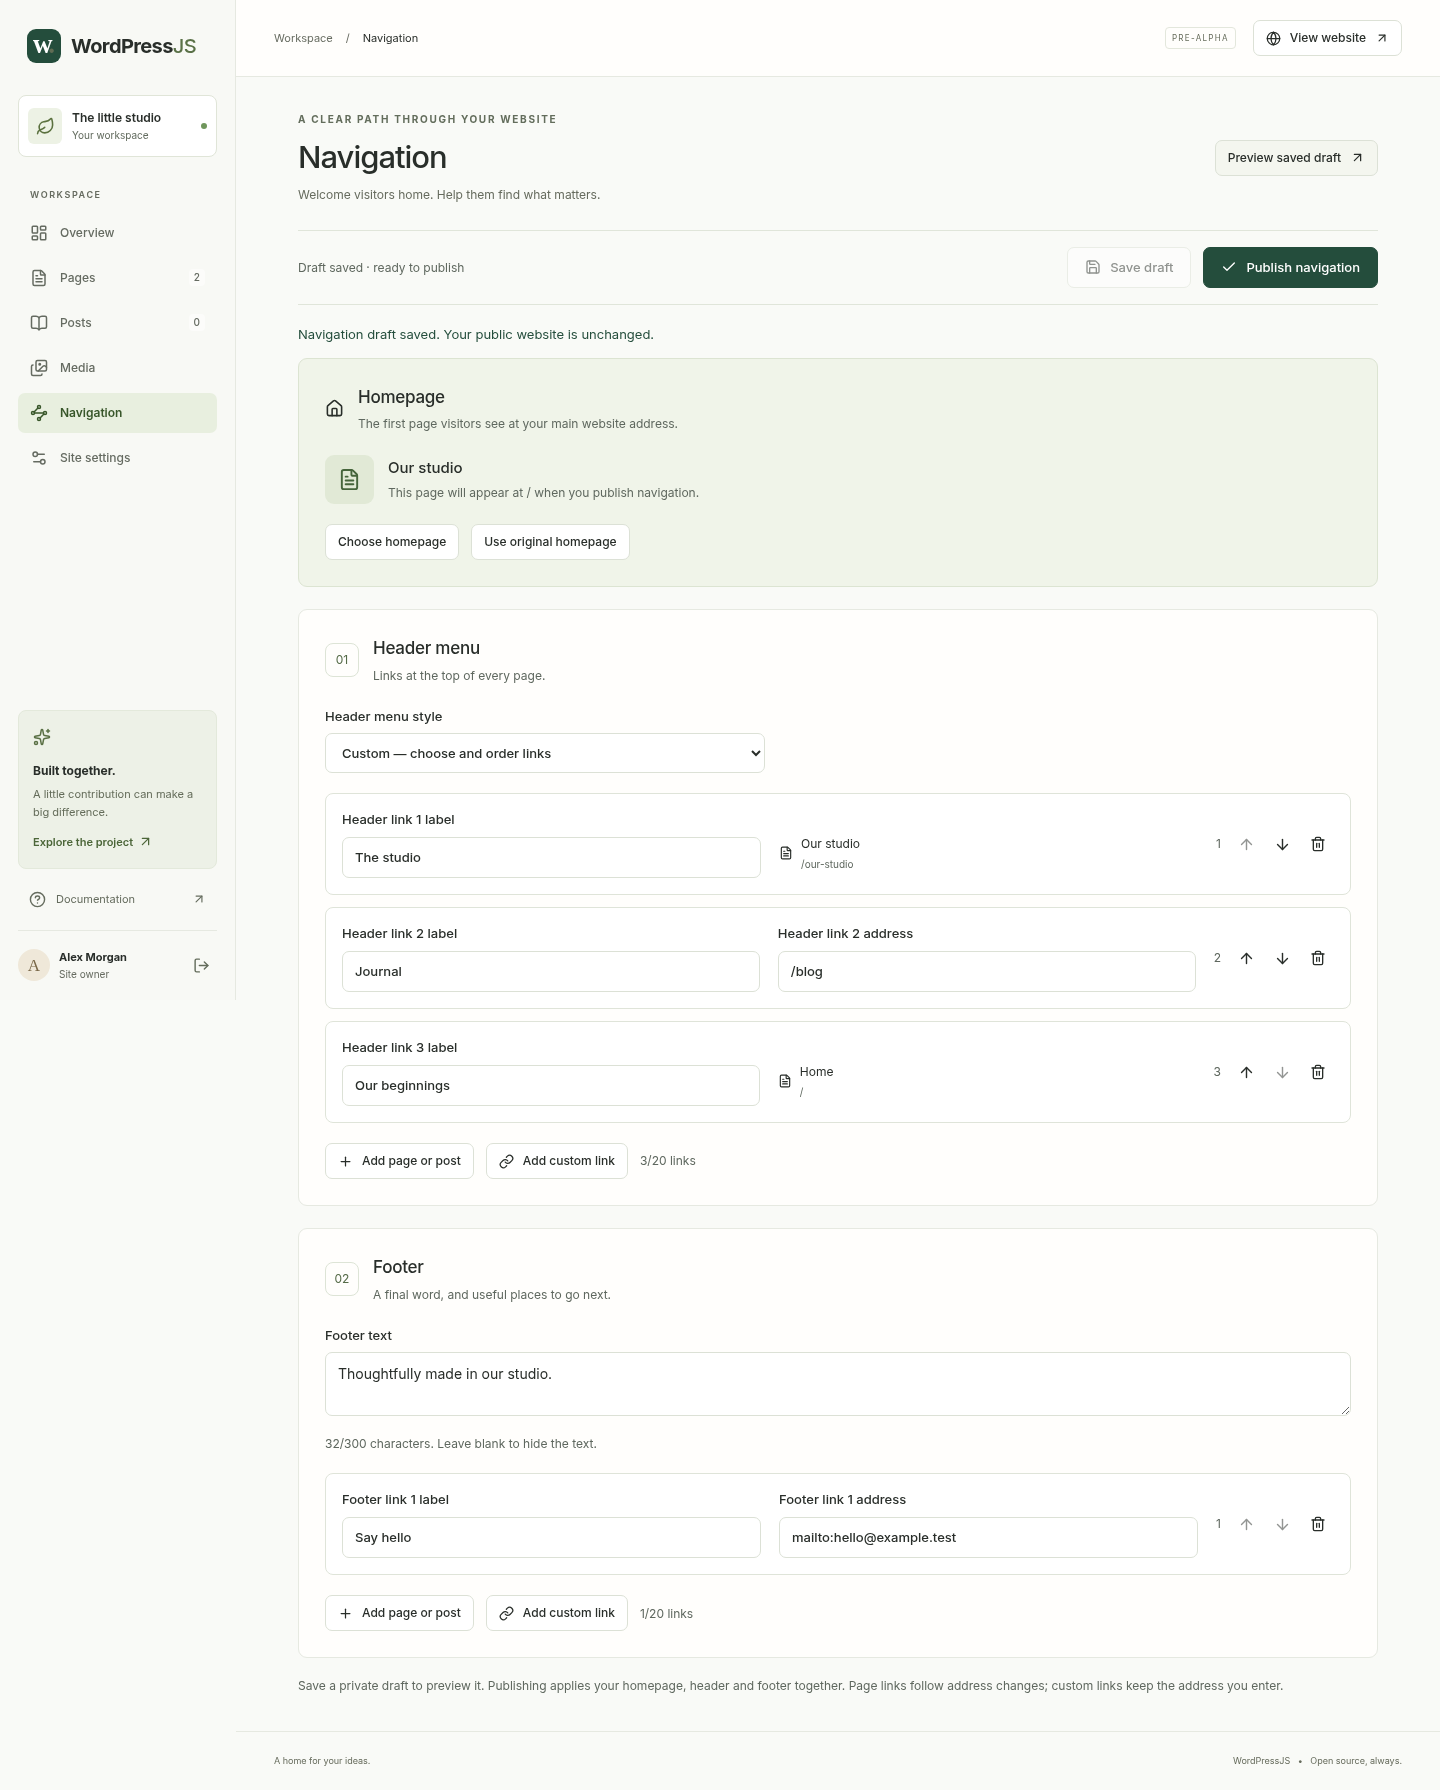 W WordPressJS
The little studio
Your workspace
WORKSPACE
Overview
Pages 2
Posts 0
Media
Navigation
Site settings
Built together.
A little contribution can make a
big difference.
Explore the project
Documentation
A
Alex Morgan
Site owner
Workspace / Navigation
PRE-ALPHA
View website
A CLEAR PATH THROUGH YOUR WEBSITE
Navigation
Preview saved draft
Welcome visitors home. Help them find what matters.
Draft saved · ready to publish
Save draft
Publish navigation
Navigation draft saved. Your public website is unchanged.
Homepage
The first page visitors see at your main website address.
Our studio
This page will appear at / when you publish navigation.
Choose homepage
Use original homepage
01
Header menu
Links at the top of every page.
Header menu style
Custom — choose and order links
Header link 1 label
The studio
Our studio
/our-studio
1
Header link 2 label
Journal
Header link 2 address
/blog
2
Header link 3 label
Our beginnings
Home
/
3
Add page or post
Add custom link
3/20 links
02
Footer
A final word, and useful places to go next.
Footer text
Thoughtfully made in our studio.
32/300 characters. Leave blank to hide the text.
Footer link 1 label
Say hello
Footer link 1 address
mailto:hello@example.test
1
Add page or post
Add custom link
1/20 links
Save a private draft to preview it. Publishing applies your homepage, header and footer together. Page links follow address changes; custom links keep the address you enter.
A home for your ideas.
WordPressJS • Open source, always.